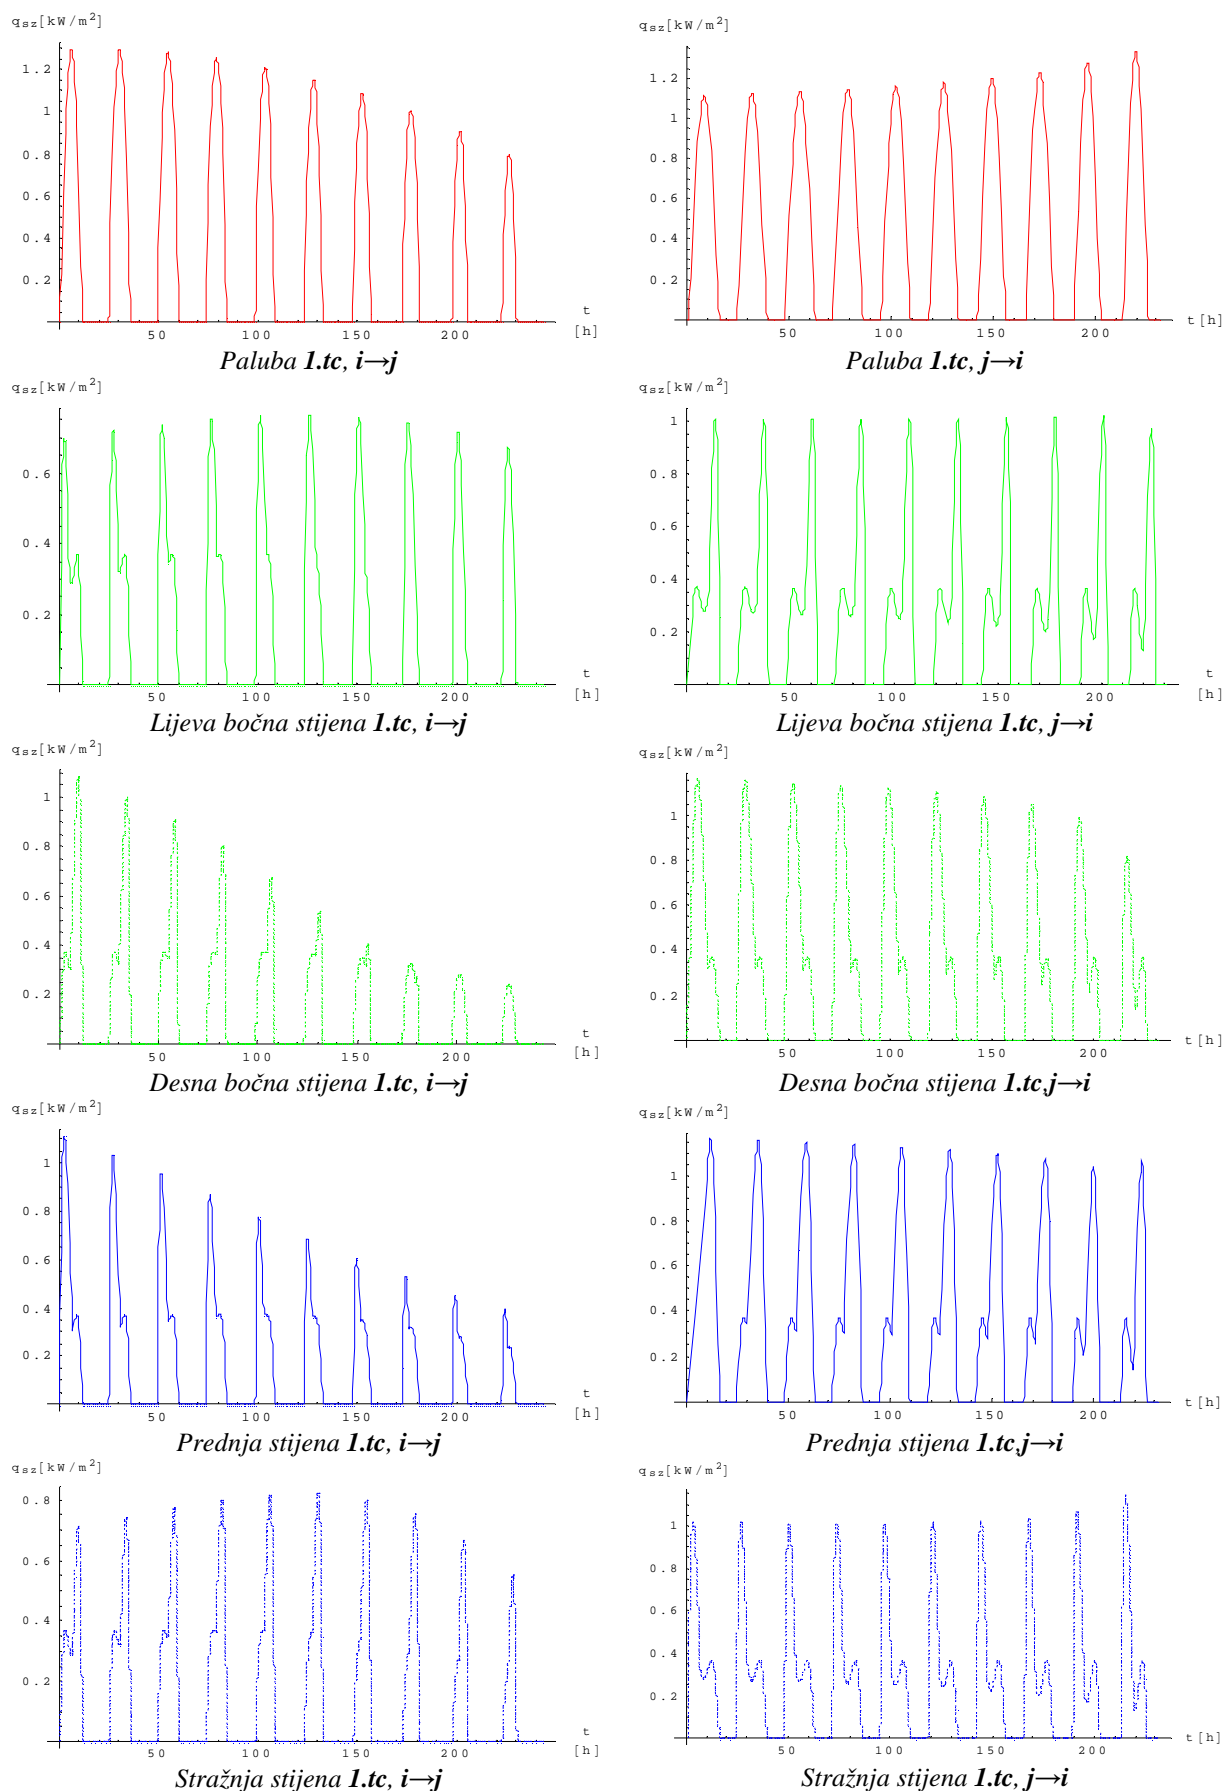 q_sz[kW/m²]
1.2
1
0.8
0.6
0.4
0.2
50 100 150 200
t
[h]
Paluba 1.tc, i→j
q_sz[kW/m²]
1.2
1
0.8
0.6
0.4
0.2
50 100 150 200
t[h]
Paluba 1.tc, j→i
q_sz[kW/m²]
0.6
0.4
0.2
50 100 150 200
t
[h]
Lijeva bočna stijena 1.tc, i→j
q_sz[kW/m²]
1
0.8
0.6
0.4
0.2
50 100 150 200
t
[h]
Lijeva bočna stijena 1.tc, j→i
q_sz[kW/m²]
1
0.8
0.6
0.4
0.2
50 100 150 200
t
[h]
Desna bočna stijena 1.tc, i→j
q_sz[kW/m²]
1
0.8
0.6
0.4
0.2
50 100 150 200
t[h]
Desna bočna stijena 1.tc,j→i
q_sz[kW/m²]
1
0.8
0.6
0.4
0.2
50 100 150 200
t
[h]
Prednja stijena 1.tc, i→j
q_sz[kW/m²]
1
0.8
0.6
0.4
0.2
50 100 150 200
t[h]
Prednja stijena 1.tc,j→i
q_sz[kW/m²]
0.8
0.6
0.4
0.2
50 100 150 200
t
[h]
Stražnja stijena 1.tc, i→j
q_sz[kW/m²]
1
0.8
0.6
0.4
0.2
50 100 150 200
t[h]
Stražnja stijena 1.tc, j→i